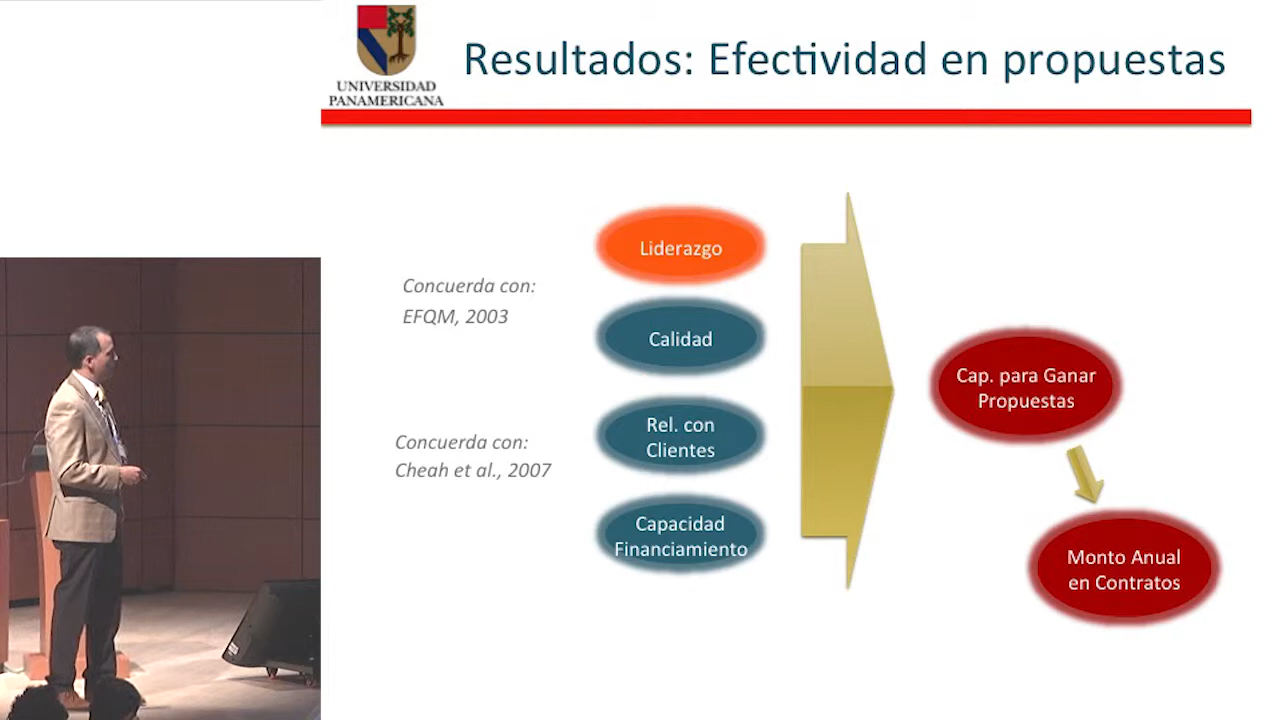 UNIVERSIDAD
PANAMERICANA
Resultados: Efectividad en propuestas
Concuerda con:
EFQM, 2003
Concuerda con:
Cheah et al., 2007
Liderazgo
Calidad
Rel. con
Clientes
Capacidad
Financiamiento
Cap. para Ganar
Propuestas
Monto Anual
en Contratos